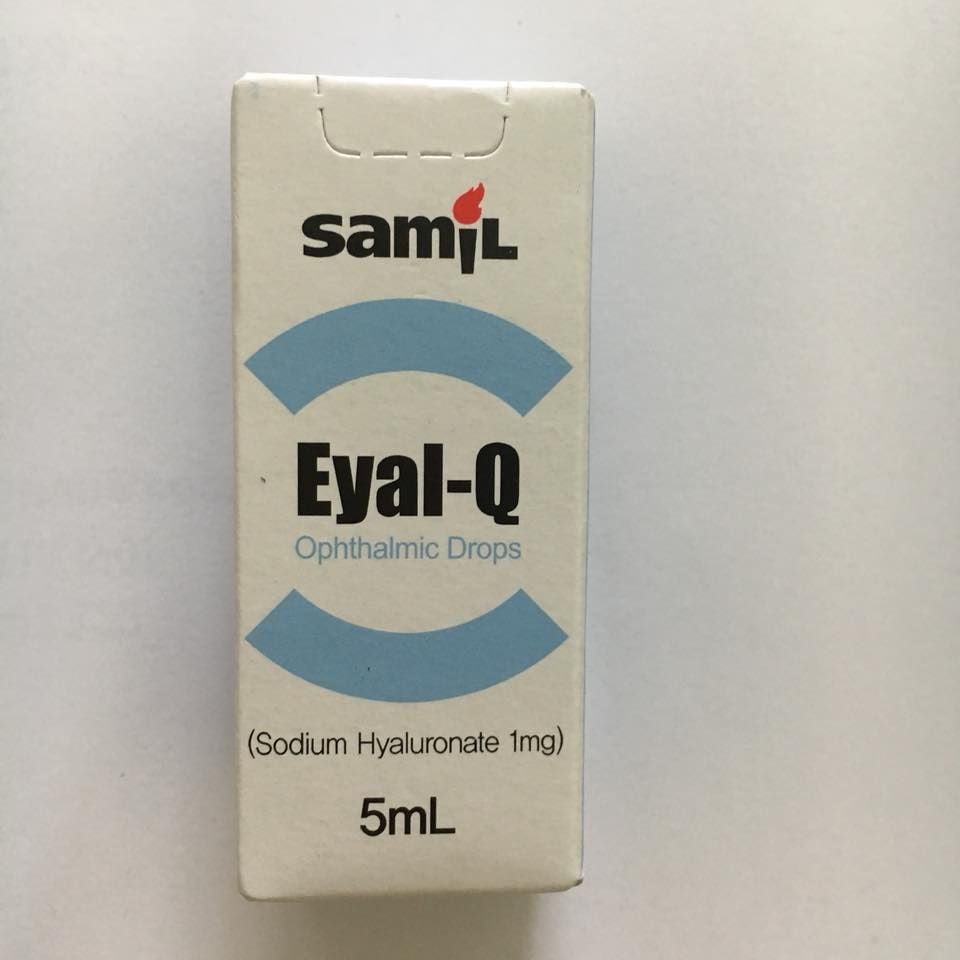 samiL
Eyal-Q
Ophthalmic Drops
(Sodium Hyaluronate 1mg)
5mL